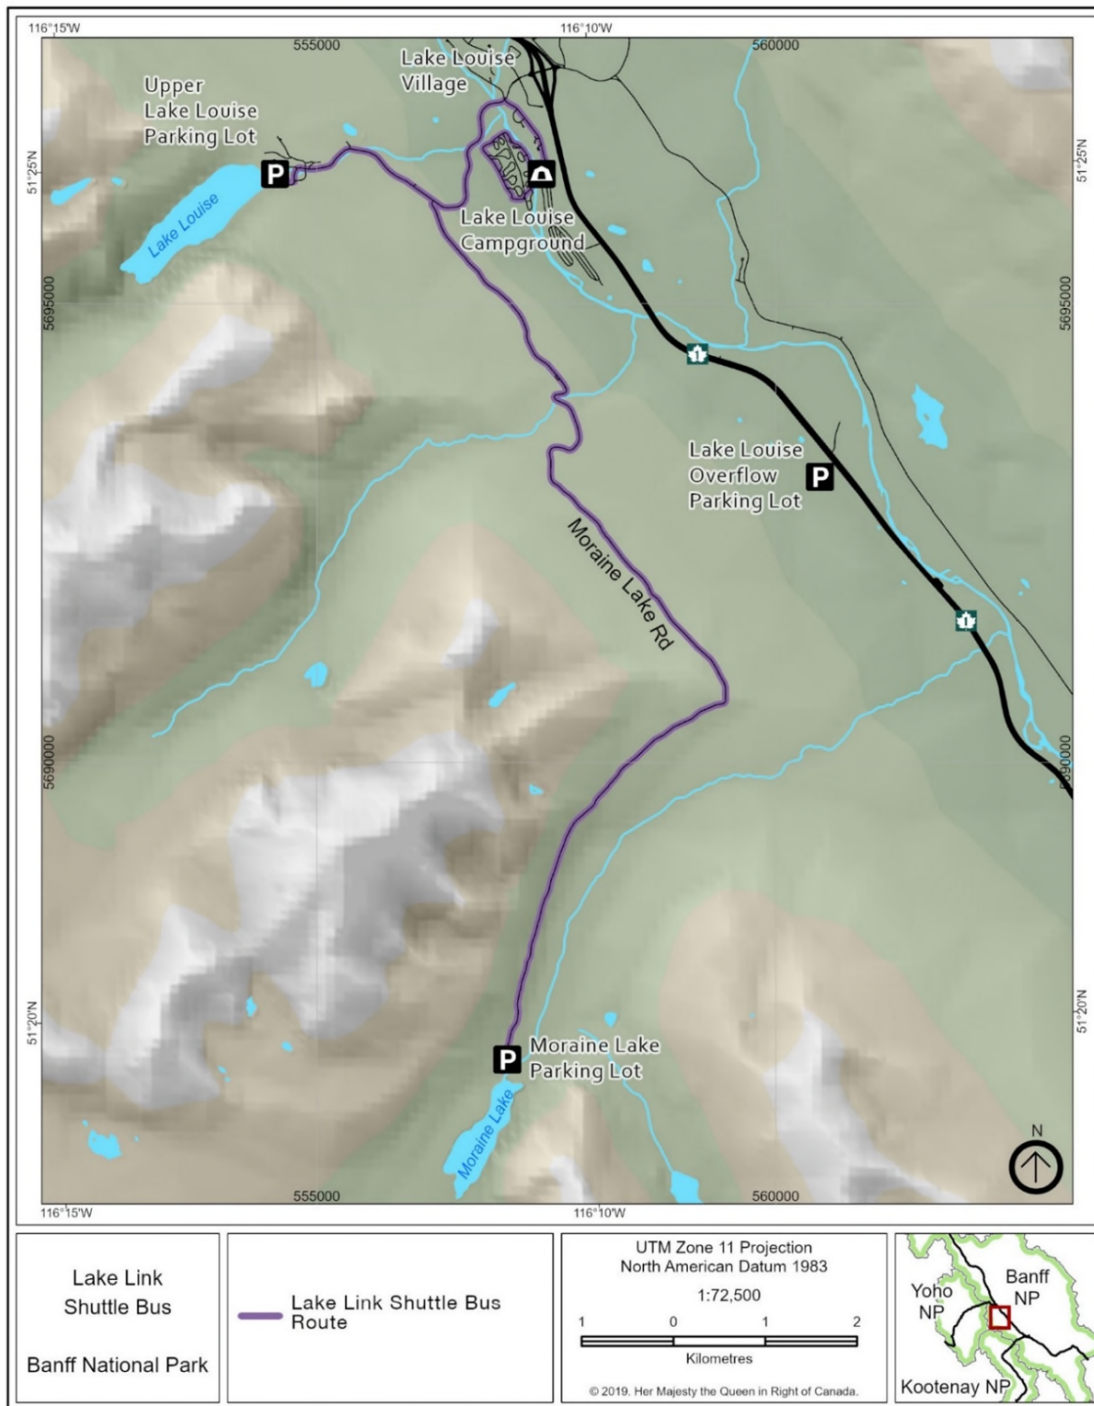 116°15'W
555000
116°10'W
560000
Lake Louise
Village
Upper
Lake Louise
Parking Lot
51°25'N
51°25'N
P
Lake Louise
Lake Louise
Campground
5695000
5695000
1
Lake Louise
Overflow
Parking Lot
P
Moraine Lake Rd
1
5690000
5690000
51°20'N
51°20'N
P
Moraine Lake
Parking Lot
Moraine Lake
N
555000
560000
116°15'W
116°10'W
Lake Link
Shuttle Bus
Banff National Park
Lake Link Shuttle Bus
Route
UTM Zone 11 Projection
North American Datum 1983
1:72,500
1 0 1 2
Kilometres
© 2019. Her Majesty the Queen in Right of Canada.
Yoho
NP
Banff
NP
Kootenay NP